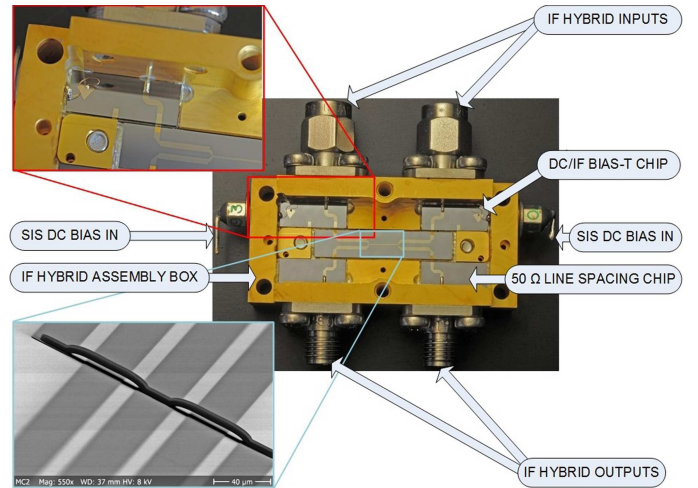 IF HYBRID INPUTS
DC/IF BIAS-T CHIP
SIS DC BIAS IN
SIS DC BIAS IN
IF HYBRID ASSEMBLY BOX
50 Ω LINE SPACING CHIP
MC2 Mag: 550x WD: 37 mm HV: 8 kV
40 µm
IF HYBRID OUTPUTS